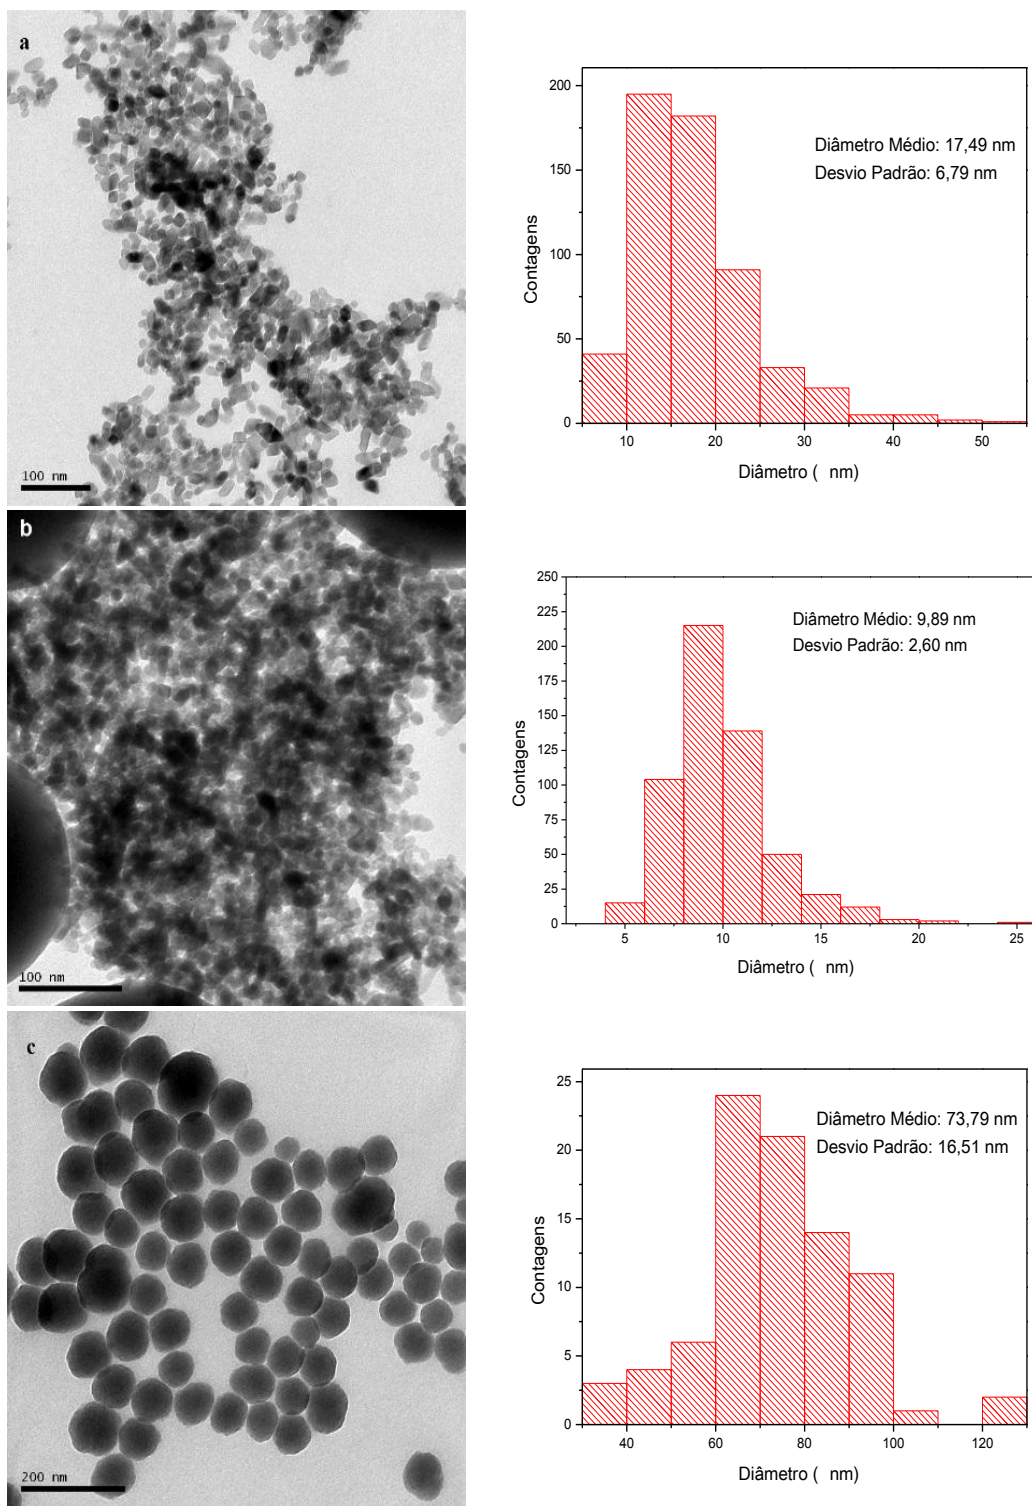 a
100 nm
200
150
100
50
0
Contagens
Diâmetro Médio: 17,49 nm
Desvio Padrão: 6,79 nm
10
20
30
40
50
Diâmetro ( nm)
b
100 nm
250
225
200
175
150
125
100
75
50
25
0
Contagens
Diâmetro Médio: 9,89 nm
Desvio Padrão: 2,60 nm
5
10
15
20
25
Diâmetro ( nm)
c
200 nm
25
20
15
10
5
0
Contagens
Diâmetro Médio: 73,79 nm
Desvio Padrão: 16,51 nm
40
60
80
100
120
Diâmetro ( nm)